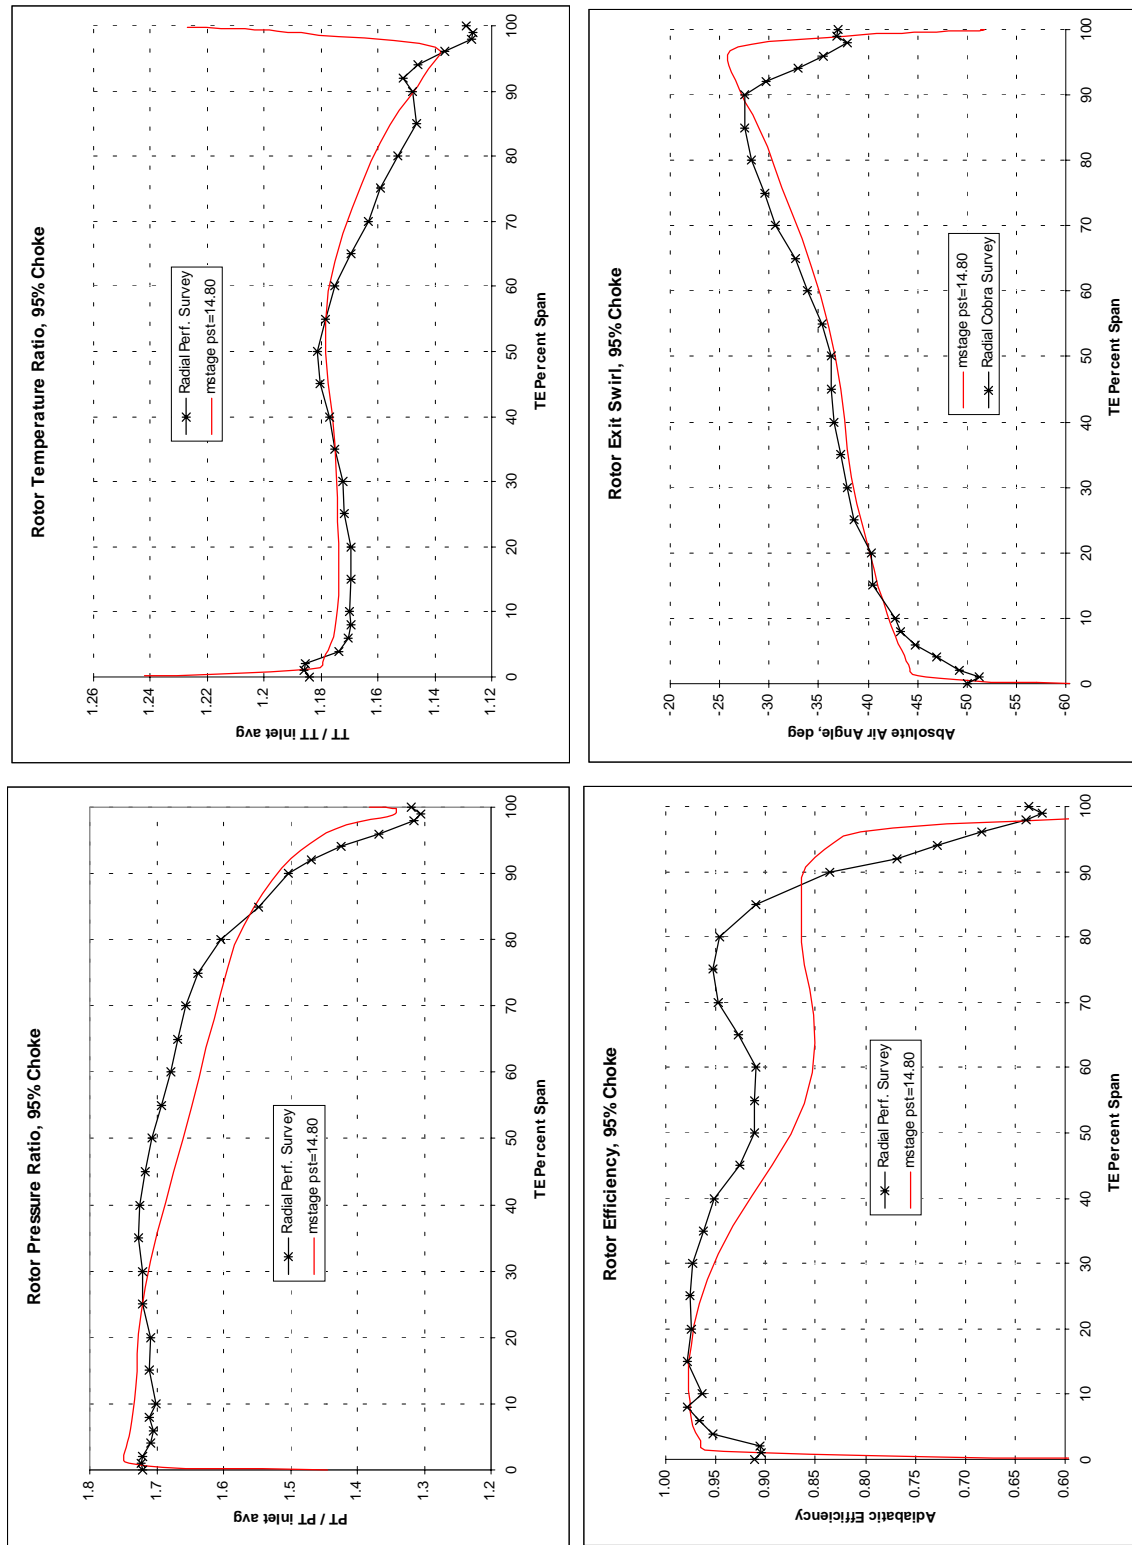 Rotor Pressure Ratio, 95% Choke
PT / PT inlet avg
1.8
1.7
1.6
1.5
1.4
1.3
1.2
Radial Perf. Survey
mstage pst=14.80
0 10 20 30 40 50 60 70 80 90 100
TE Percent Span
Rotor Temperature Ratio, 95% Choke
TT / TT inlet avg
1.26
1.24
1.22
1.2
1.18
1.16
1.14
1.12
Radial Perf. Survey
mstage pst=14.80
0 10 20 30 40 50 60 70 80 90 100
TE Percent Span
Rotor Efficiency, 95% Choke
Adiabatic Efficiency
1.00
0.95
0.90
0.85
0.80
0.75
0.70
0.65
0.60
Radial Perf. Survey
mstage pst=14.80
0 10 20 30 40 50 60 70 80 90 100
TE Percent Span
Rotor Exit Swirl, 95% Choke
Absolute Air Angle, deg
-20
-25
-30
-35
-40
-45
-50
-55
-60
mstage pst=14.80
Radial Cobra Survey
0 10 20 30 40 50 60 70 80 90 100
TE Percent Span